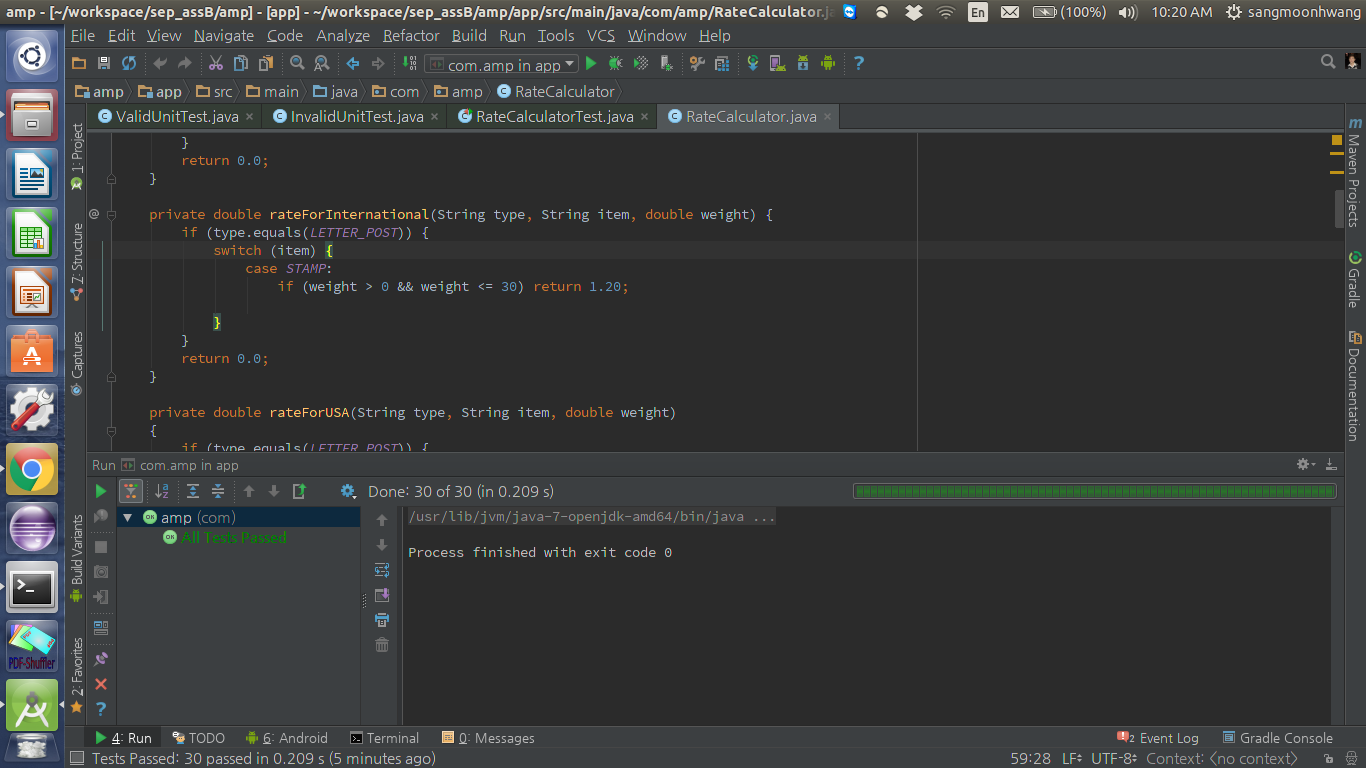 amp - [~/workspace/sep_assB/amp] - [app] - ~/workspace/sep_assB/amp/app/src/main/java/com/amp/RateCalculator.j
En (100%) 10:20 AM sangmoonhwang
File Edit View Navigate Code Analyze Refactor Build Run Tools VCS Window Help
com.amp in app
amp app src main java com amp RateCalculator
ValidUnitTest.java InvalidUnitTest.java RateCalculatorTest.java RateCalculator.java
}
return 0.0;
}
private double rateForInternational(String type, String item, double weight) {
if (type.equals(LETTER_POST)) {
switch (item) {
case STAMP:
if (weight > 0 && weight <= 30) return 1.20;
}
}
return 0.0;
}
private double rateForUSA(String type, String item, double weight)
{
if (type.equals(LETTER_POST)) {
1: Project
7: Structure
Captures
Build Variants
2: Favorites
Maven Projects
Gradle
Documentation
PDF-Shuffler
Run com.amp in app
Done: 30 of 30 (in 0.209 s)
amp (com)
All Tests Passed
/usr/lib/jvm/java-7-openjdk-amd64/bin/java ...
Process finished with exit code 0
4: Run TODO 6: Android Terminal 0: Messages 2 Event Log Gradle Console
Tests Passed: 30 passed in 0.209 s (5 minutes ago) 59:28 LF UTF-8 Context: <no context>